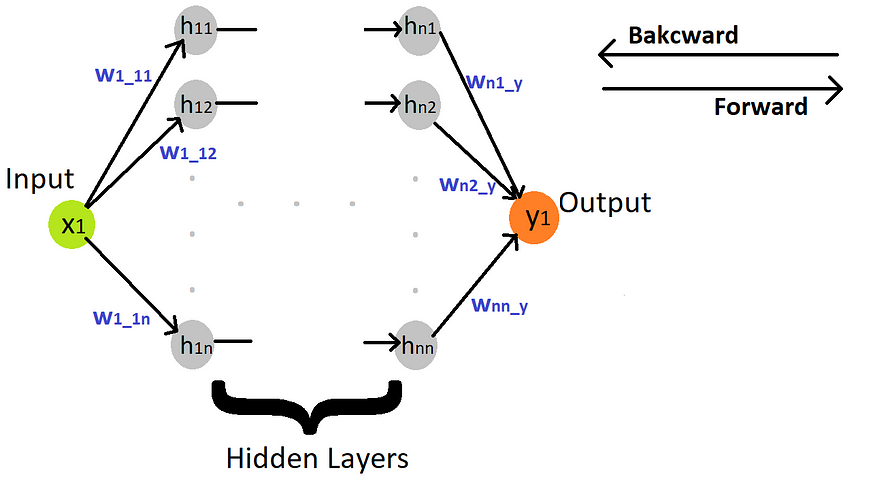 h11
hn1
Bakcward
w1_11
wn1_y
h12
hn2
Forward
w1_12
Input
wn2_y
Output
x1
y1
w1_1n
wnn_y
h1n
hnn
Hidden Layers